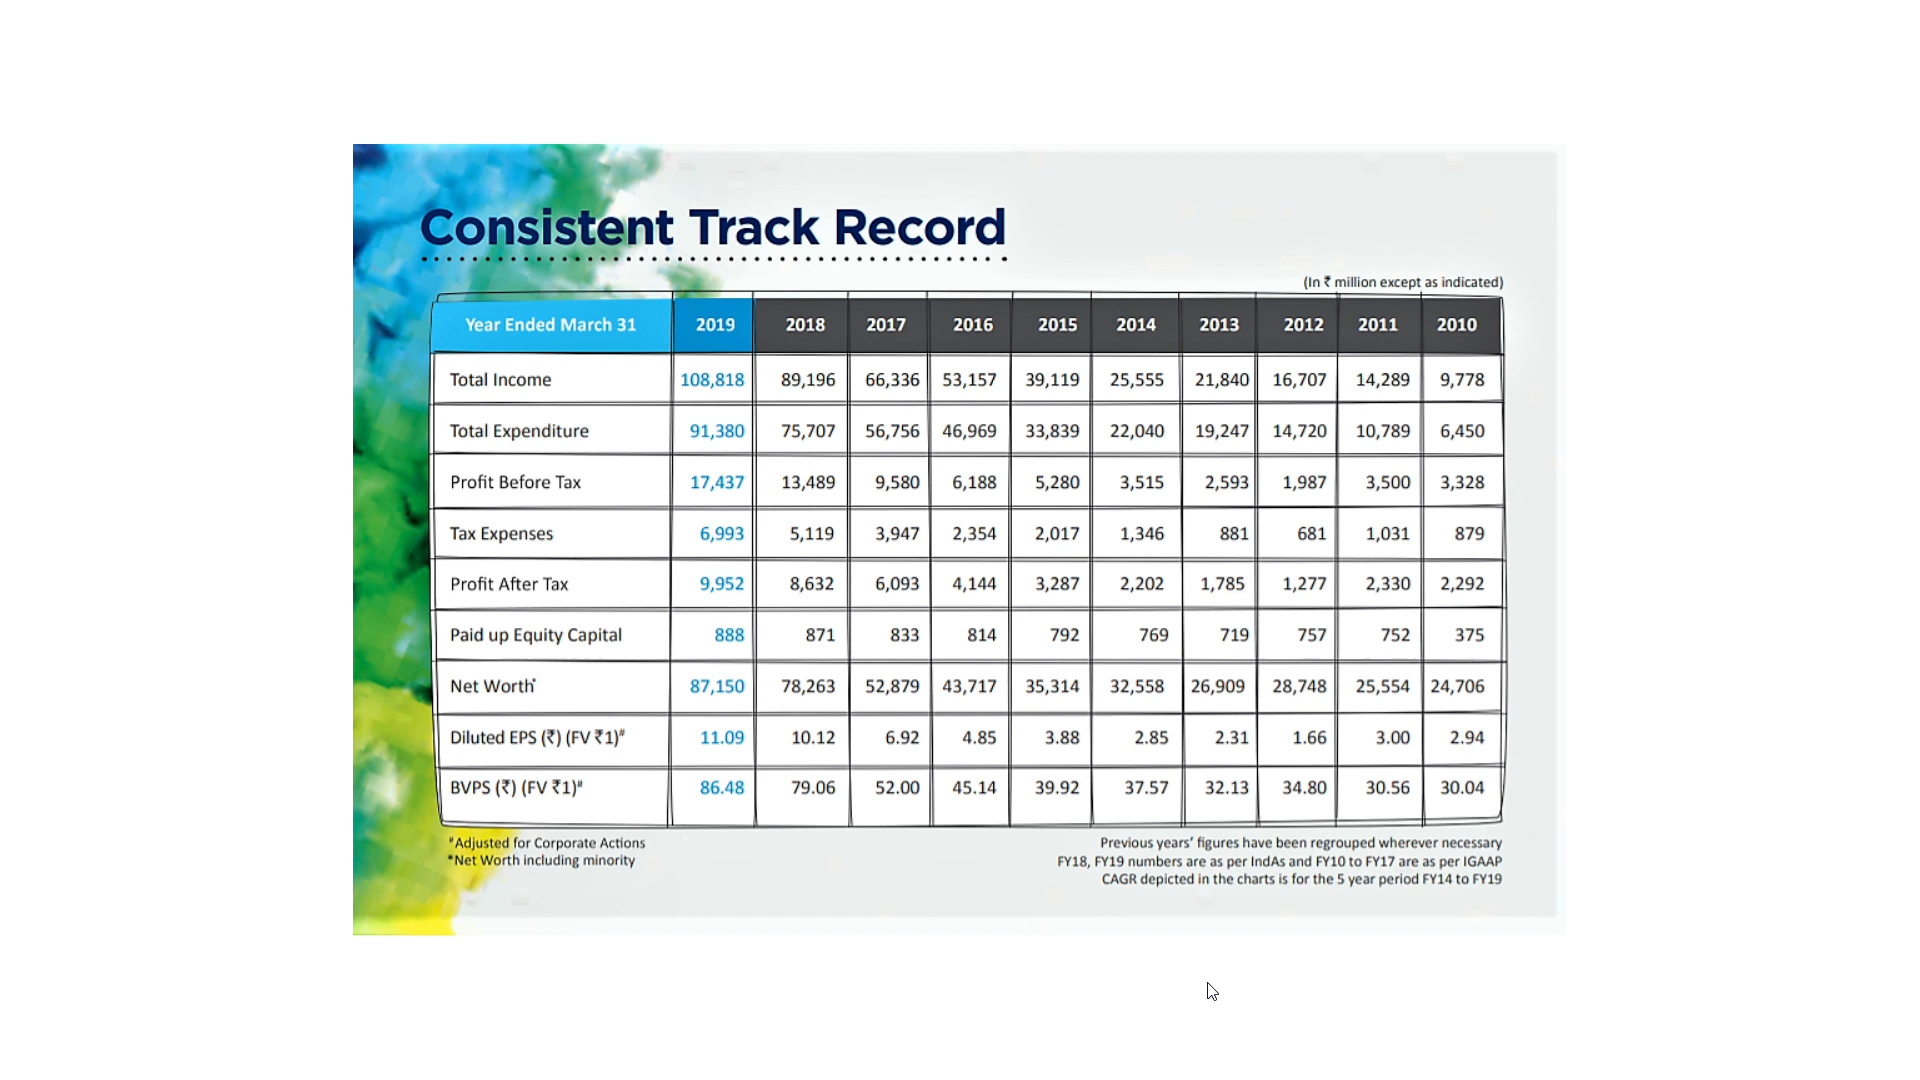 Consistent Track Record
(In ₹ million except as indicated)
Year Ended March 31 2019 2018 2017 2016 2015 2014 2013 2012 2011 2010
Total Income 108,818 89,196 66,336 53,157 39,119 25,555 21,840 16,707 14,289 9,778
Total Expenditure 91,380 75,707 56,756 46,969 33,839 22,040 19,247 14,720 10,789 6,450
Profit Before Tax 17,437 13,489 9,580 6,188 5,280 3,515 2,593 1,987 3,500 3,328
Tax Expenses 6,993 5,119 3,947 2,354 2,017 1,346 881 681 1,031 879
Profit After Tax 9,952 8,632 6,093 4,144 3,287 2,202 1,785 1,277 2,330 2,292
Paid up Equity Capital 888 871 833 814 792 769 719 757 752 375
Net Worth* 87,150 78,263 52,879 43,717 35,314 32,558 26,909 28,748 25,554 24,706
Diluted EPS (₹) (FV ₹1)# 11.09 10.12 6.92 4.85 3.88 2.85 2.31 1.66 3.00 2.94
BVPS (₹) (FV ₹1)# 86.48 79.06 52.00 45.14 39.92 37.57 32.13 34.80 30.56 30.04
#Adjusted for Corporate Actions
*Net Worth including minority
Previous years' figures have been regrouped wherever necessary
FY18, FY19 numbers are as per IndAs and FY10 to FY17 are as per IGAAP
CAGR depicted in the charts is for the 5 year period FY14 to FY19